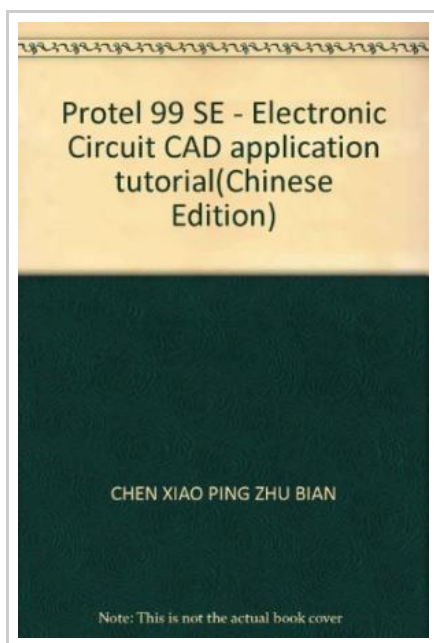 Protel 99 SE - Electronic
Circuit CAD application
tutorial(Chinese
Edition)
CHEN XIAO PING ZHU BIAN
Note: This is not the actual book cover